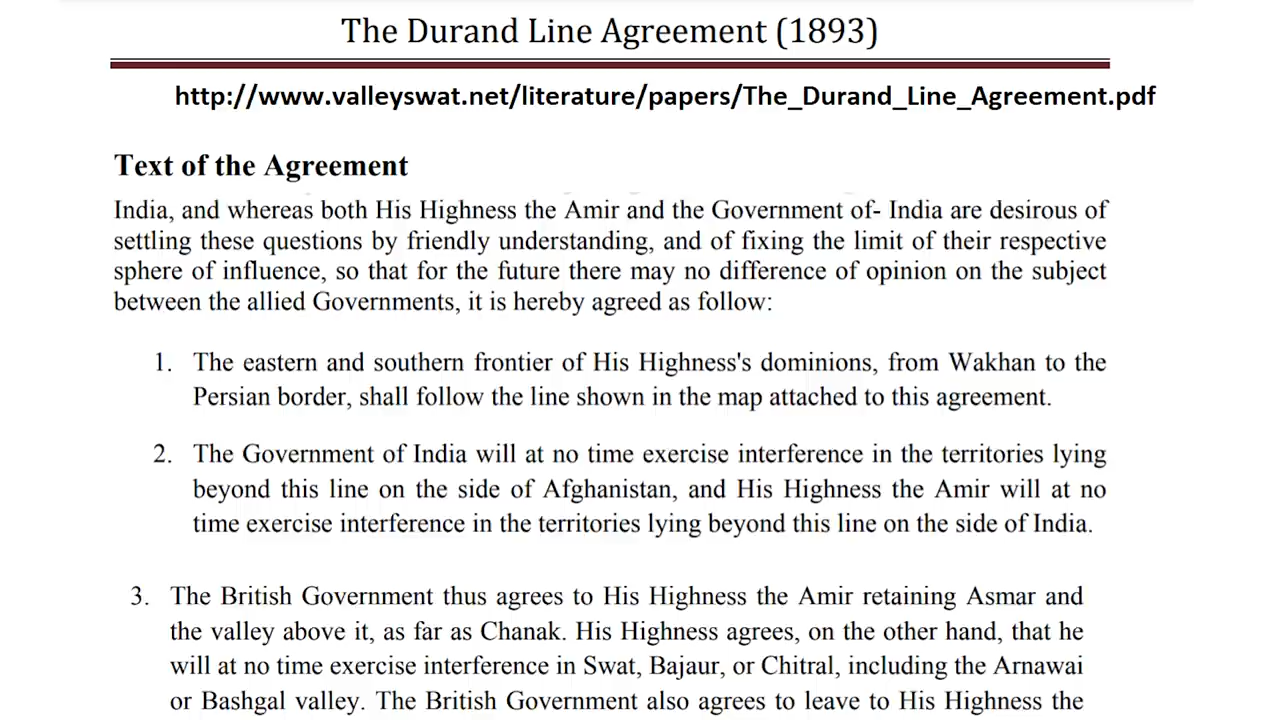 The Durand Line Agreement (1893)
http://www.valleyswat.net/literature/papers/The_Durand_Line_Agreement.pdf
Text of the Agreement
India, and whereas both His Highness the Amir and the Government of- India are desirous of
settling these questions by friendly understanding, and of fixing the limit of their respective
sphere of influence, so that for the future there may no difference of opinion on the subject
between the allied Governments, it is hereby agreed as follow:
1. The eastern and southern frontier of His Highness's dominions, from Wakhan to the
Persian border, shall follow the line shown in the map attached to this agreement.
2. The Government of India will at no time exercise interference in the territories lying
beyond this line on the side of Afghanistan, and His Highness the Amir will at no
time exercise interference in the territories lying beyond this line on the side of India.
3. The British Government thus agrees to His Highness the Amir retaining Asmar and
the valley above it, as far as Chanak. His Highness agrees, on the other hand, that he
will at no time exercise interference in Swat, Bajaur, or Chitral, including the Arnawai
or Bashgal valley. The British Government also agrees to leave to His Highness the